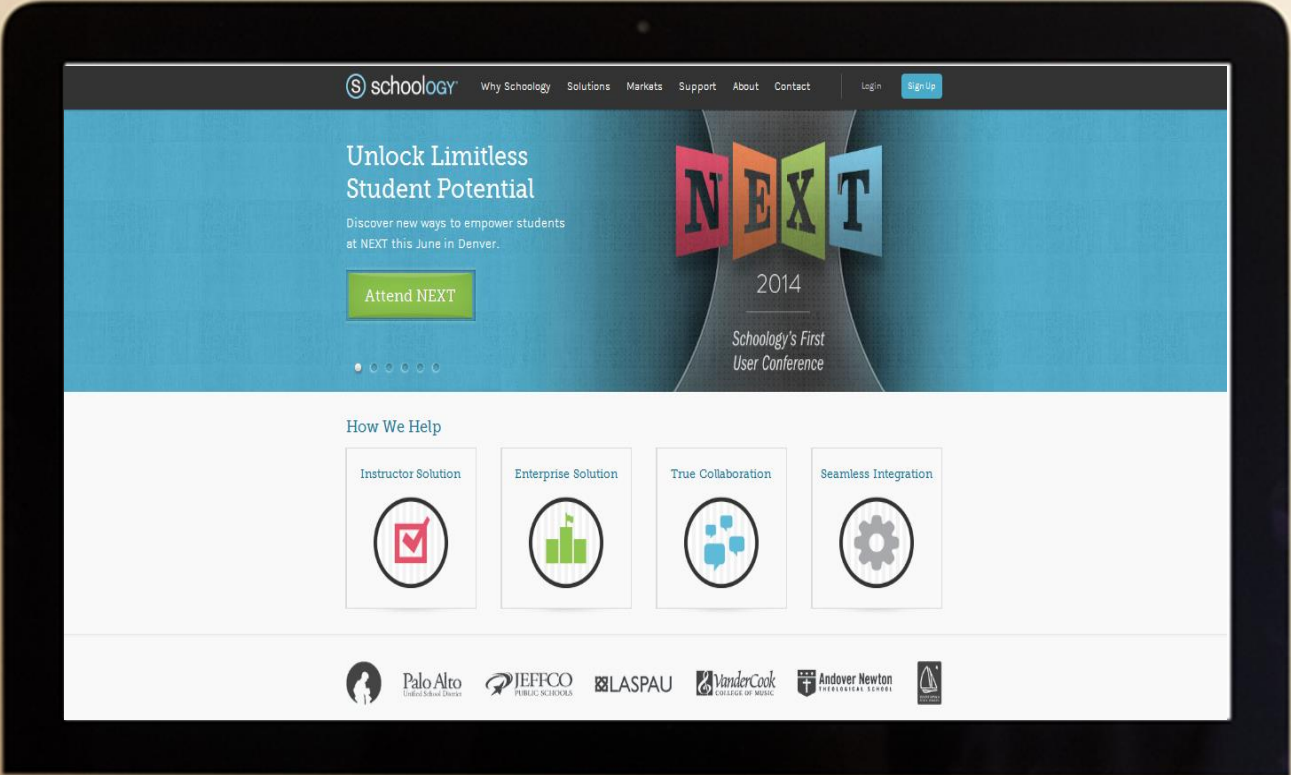 S schoology
Why Schoology Solutions Markets Support About Contact Login Sign Up
Unlock Limitless
Student Potential
Discover new ways to empower students
at NEXT this June in Denver.
Attend NEXT
NEXT
2014
Schoology's First
User Conference
How We Help
Instructor Solution
Enterprise Solution
True Collaboration
Seamless Integration
Palo Alto
Unified School District
JEFFCO
PUBLIC SCHOOLS
LASPAU
VanderCook
COLLEGE OF MUSIC
Andover Newton
THEOLOGICAL SCHOOL